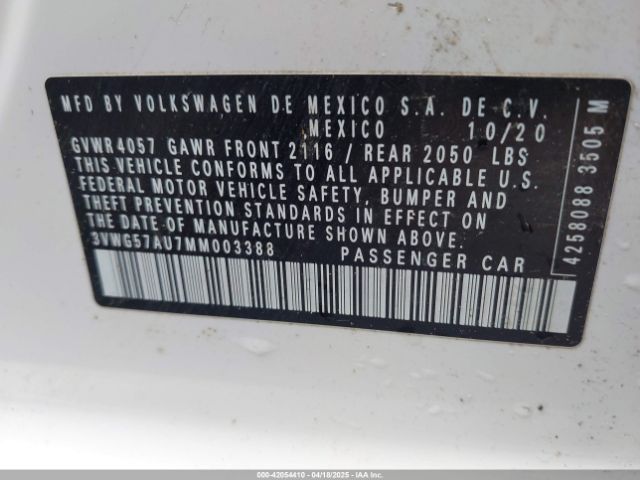 MFD BY VOLKSWAGEN DE MEXICO S.A. DE C.V.
MEXICO 10/20
GVWR4057 GAWR FRONT 2116 / REAR 2050 LBS
THIS VEHICLE CONFORMS TO ALL APPLICABLE U.S.
FEDERAL MOTOR VEHICLE SAFETY, BUMPER AND
THEFT PREVENTION STANDARDS IN EFFECT ON
THE DATE OF MANUFACTURE SHOWN ABOVE.
3VWG57AU7MM003388 PASSENGER CAR
4258088 3505 M
000-42054410 - 04/18/2025 - IAAI.com